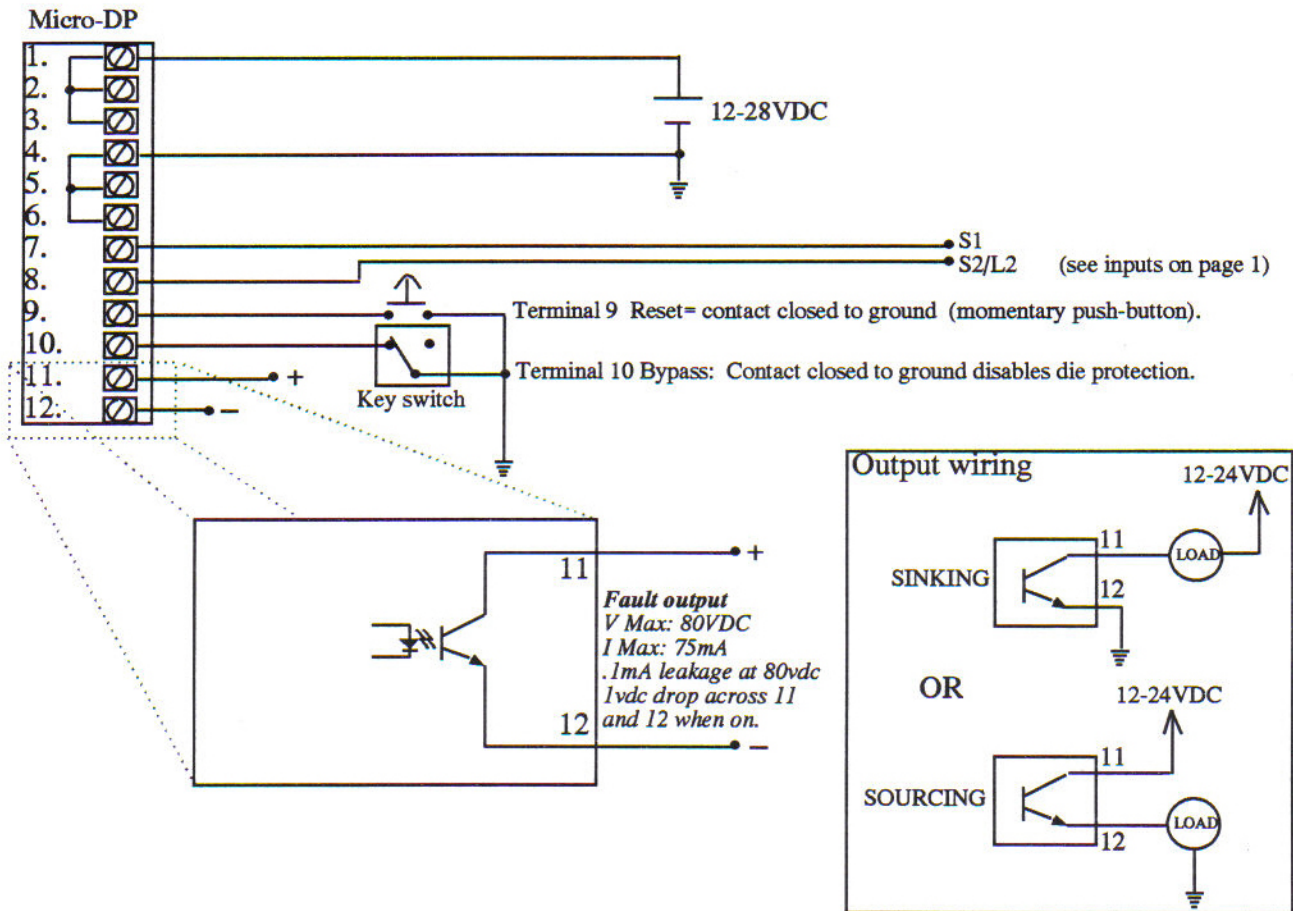 Micro-DP
1.
2.
3.
4.
5.
6.
7.
8.
9.
10.
11.
12.
12-28VDC
S1
S2/L2 (see inputs on page 1)
Terminal 9 Reset= contact closed to ground (momentary push-button).
Terminal 10 Bypass: Contact closed to ground disables die protection.
Key switch
+
−
11
+
Fault output
V Max: 80VDC
I Max: 75mA
.1mA leakage at 80vdc
1vdc drop across 11
and 12 when on.
12
−
Output wiring
12-24VDC
SINKING
11
LOAD
12
OR
12-24VDC
SOURCING
11
LOAD
12